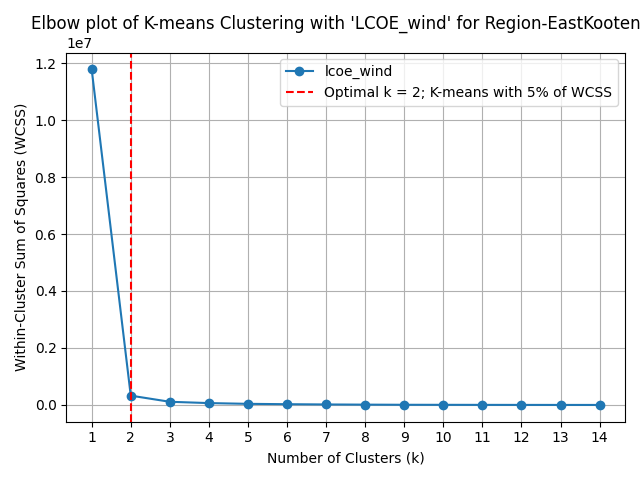 Elbow plot of K-means Clustering with 'LCOE_wind' for Region-EastKooten
1e7
lcoe_wind
Optimal k = 2; K-means with 5% of WCSS
Within-Cluster Sum of Squares (WCSS)
1.2
1.0
0.8
0.6
0.4
0.2
0.0
1 2 3 4 5 6 7 8 9 10 11 12 13 14
Number of Clusters (k)